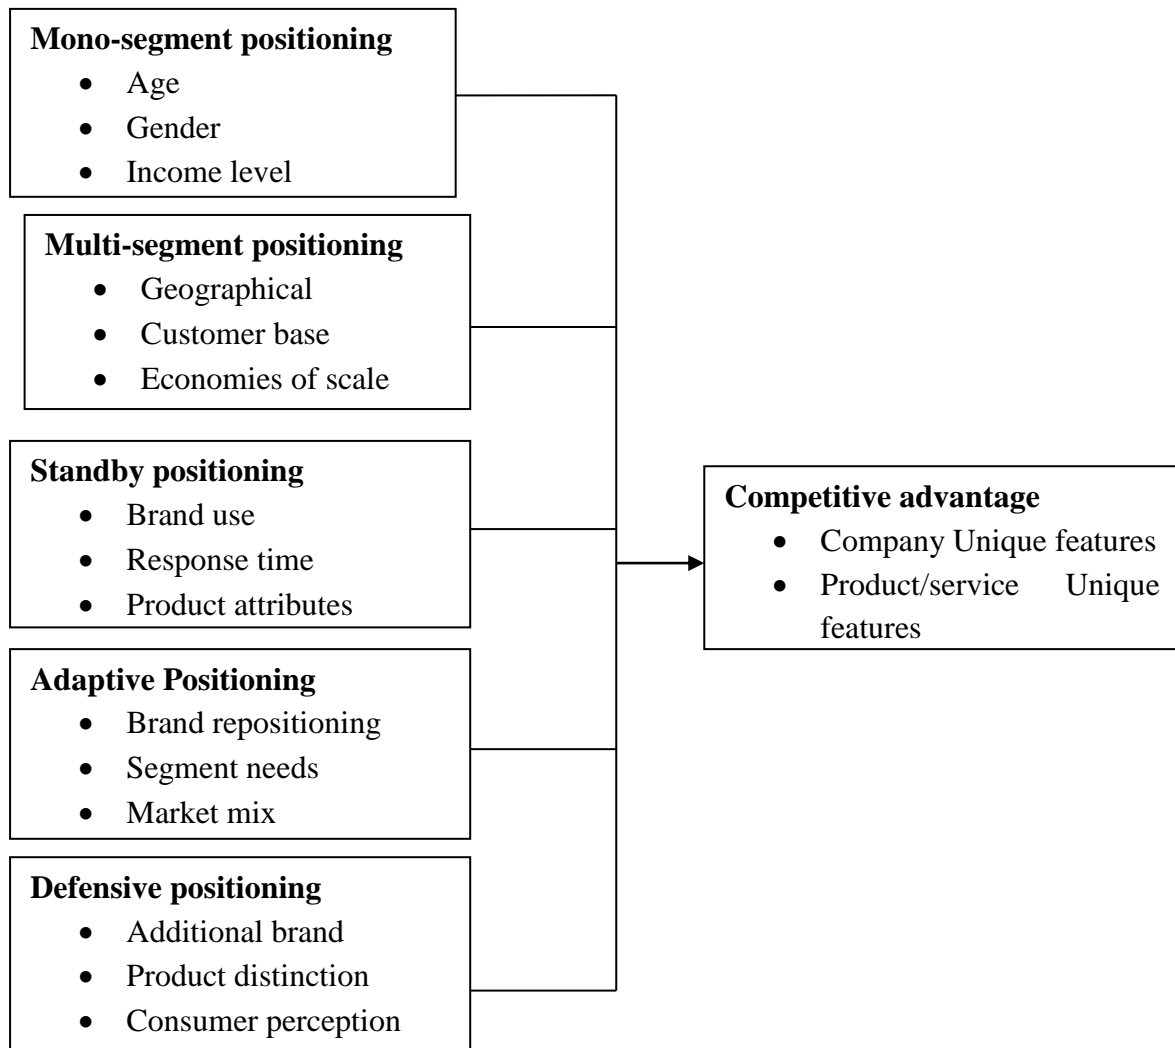 Mono-segment positioning
• Age
• Gender
• Income level
Multi-segment positioning
• Geographical
• Customer base
• Economies of scale
Standby positioning
• Brand use
• Response time
• Product attributes
Adaptive Positioning
• Brand repositioning
• Segment needs
• Market mix
Defensive positioning
• Additional brand
• Product distinction
• Consumer perception
Competitive advantage
• Company Unique features
• Product/service Unique
features